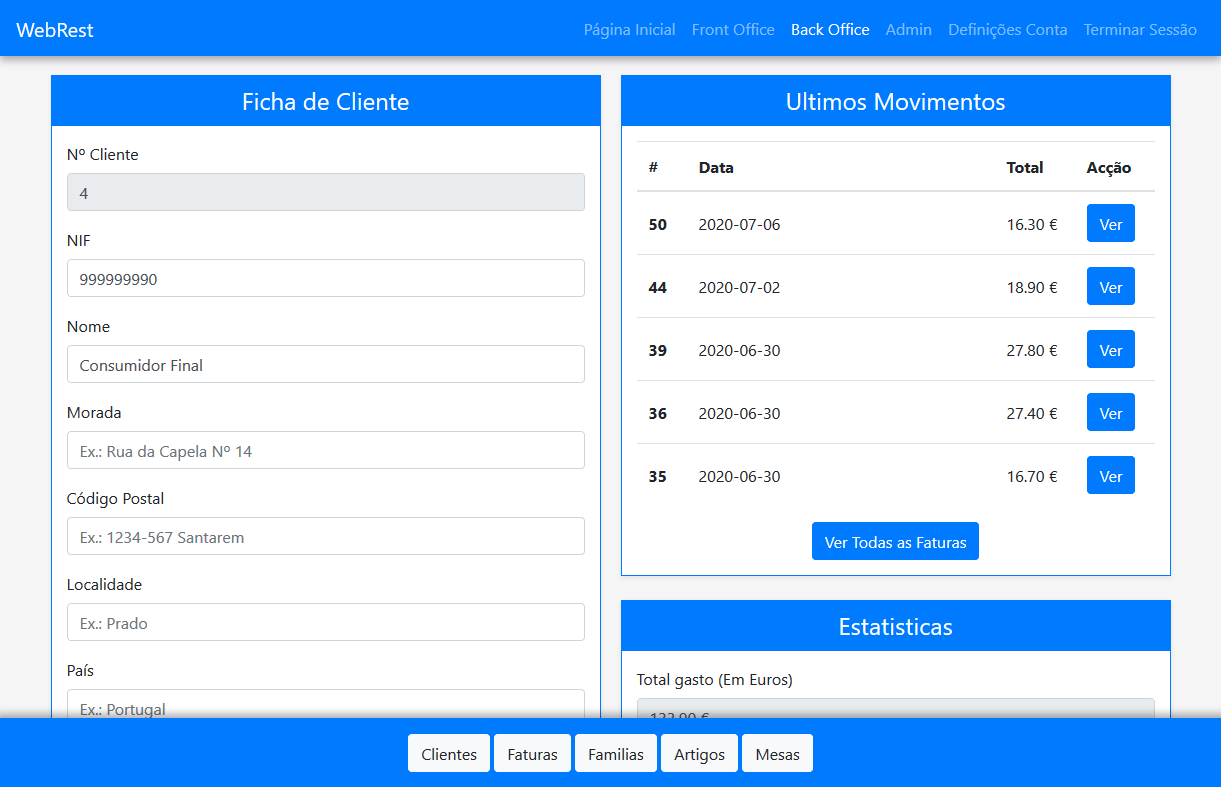 WebRest
Página Inicial Front Office Back Office Admin Definições Conta Terminar Sessão
Ficha de Cliente
Nº Cliente
4
NIF
999999990
Nome
Consumidor Final
Morada
Ex.: Rua da Capela Nº 14
Código Postal
Ex.: 1234-567 Santarem
Localidade
Ex.: Prado
País
Ex.: Portugal
Ultimos Movimentos
# Data Total Acção
50 2020-07-06 16.30 € Ver
44 2020-07-02 18.90 € Ver
39 2020-06-30 27.80 € Ver
36 2020-06-30 27.40 € Ver
35 2020-06-30 16.70 € Ver
Ver Todas as Faturas
Estatisticas
Total gasto (Em Euros)
Clientes Faturas Familias Artigos Mesas